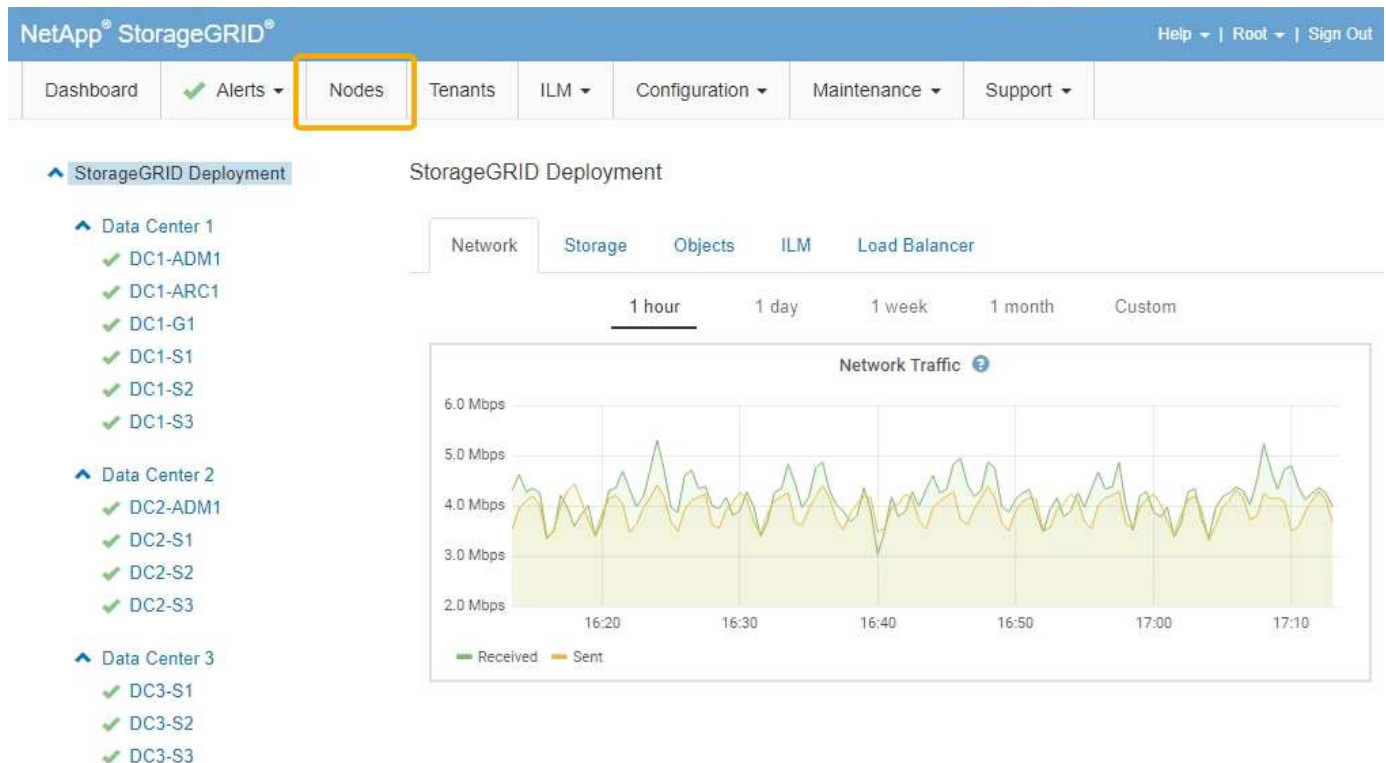 NetApp® StorageGRID®
Help | Root | Sign Out
Dashboard Alerts Nodes Tenants ILM Configuration Maintenance Support
StorageGRID Deployment
Data Center 1
DC1-ADM1
DC1-ARC1
DC1-G1
DC1-S1
DC1-S2
DC1-S3
Data Center 2
DC2-ADM1
DC2-S1
DC2-S2
DC2-S3
Data Center 3
DC3-S1
DC3-S2
DC3-S3
StorageGRID Deployment
Network Storage Objects ILM Load Balancer
1 hour 1 day 1 week 1 month Custom
Network Traffic ?
6.0 Mbps
5.0 Mbps
4.0 Mbps
3.0 Mbps
2.0 Mbps
16:20 16:30 16:40 16:50 17:00 17:10
Received Sent